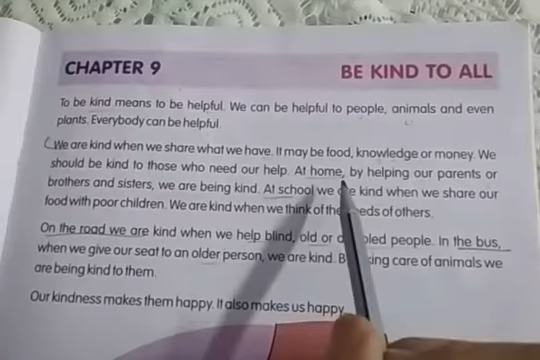 CHAPTER 9
BE KIND TO ALL
To be kind means to be helpful. We can be helpful to people, animals and even
plants. Everybody can be helpful.
We are kind when we share what we have. It may be food, knowledge or money. We
should be kind to those who need our help. At home, by helping our parents or
brothers and sisters, we are being kind. At school we kind when we share our
food with poor children. We are kind when we think of the of others.
On the road we are kind when we help blind, old or people. In the bus,
when we give our seat to an older person, we are kind. care of animals we
are being kind to them.
Our kindness makes them happy. It also makes us happy